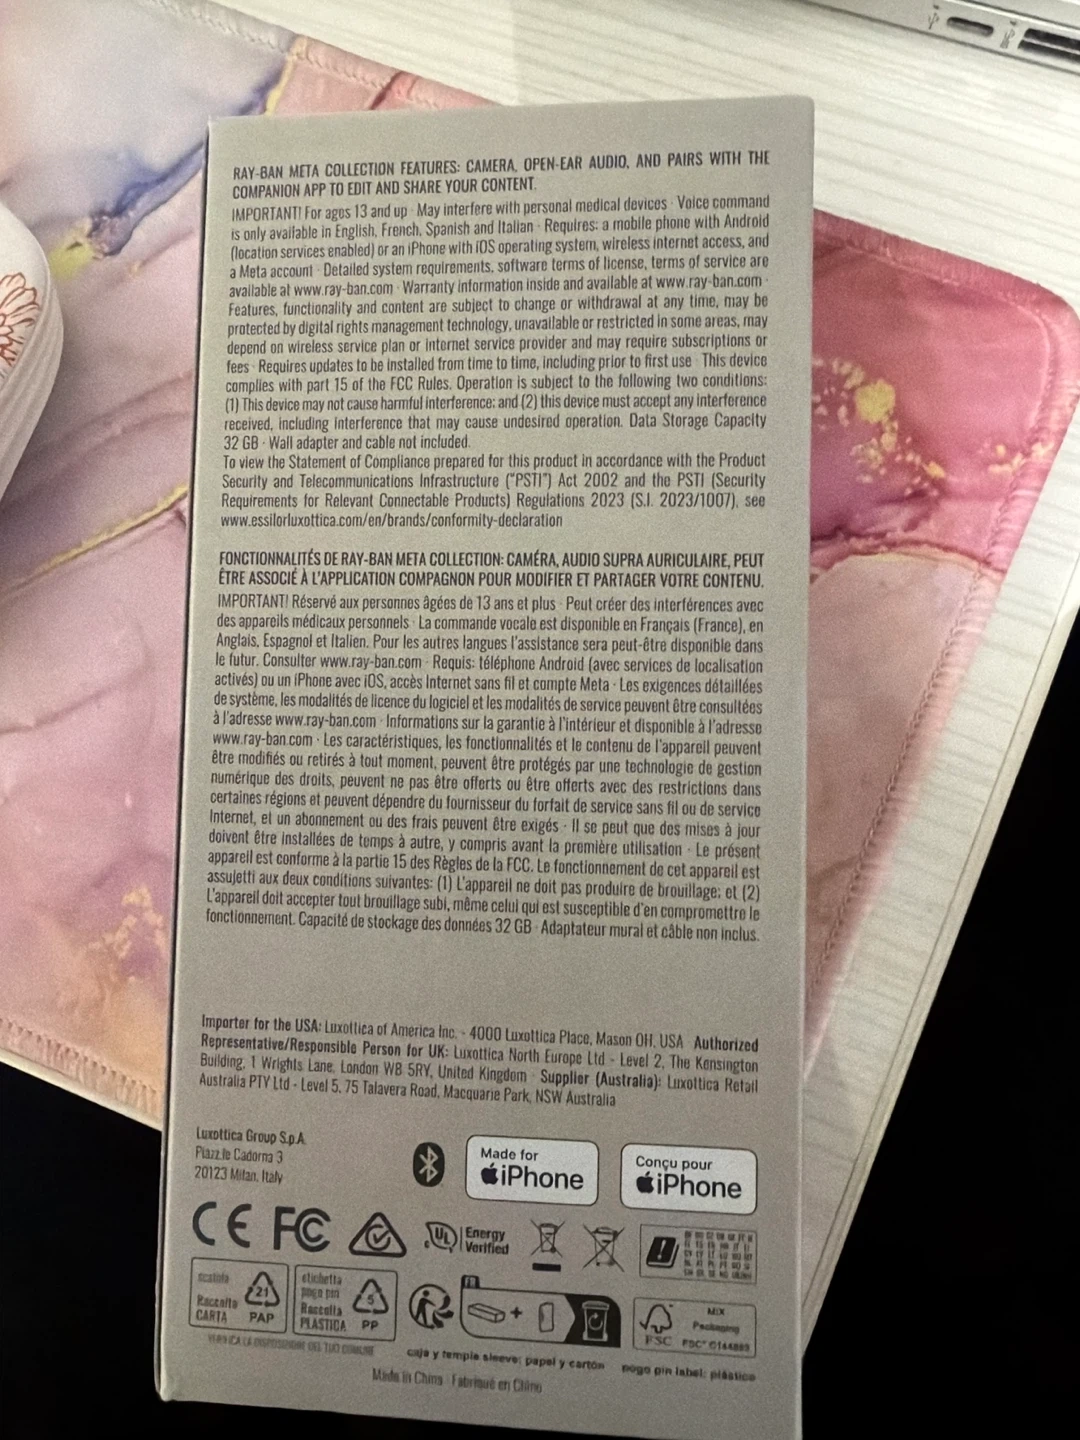 RAY-BAN META COLLECTION FEATURES: CAMERA, OPEN-EAR AUDIO, AND PAIRS WITH THE
COMPANION APP TO EDIT AND SHARE YOUR CONTENT.
IMPORTANT! For ages 13 and up · May interfere with personal medical devices · Voice command
is only available in English, French, Spanish and Italian · Requires: a mobile phone with Android
(location services enabled) or an iPhone with iOS operating system, wireless internet access, and
a Meta account · Detailed system requirements, software terms of license, terms of service are
available at www.ray-ban.com · Warranty information inside and available at www.ray-ban.com ·
Features, functionality and content are subject to change or withdrawal at any time, may be
protected by digital rights management technology, unavailable or restricted in some areas, may
depend on wireless service plan or internet service provider and may require subscriptions or
fees · Requires updates to be installed from time to time, including prior to first use · This device
complies with part 15 of the FCC Rules. Operation is subject to the following two conditions:
(1) This device may not cause harmful interference; and (2) this device must accept any interference
received, including interference that may cause undesired operation. Data Storage Capacity
32 GB · Wall adapter and cable not included.
To view the Statement of Compliance prepared for this product in accordance with the Product
Security and Telecommunications Infrastructure ("PSTI") Act 2002 and the PSTI (Security
Requirements for Relevant Connectable Products) Regulations 2023 (S.I. 2023/1007), see
www.essilorluxottica.com/en/brands/conformity-declaration
FONCTIONNALITÉS DE RAY-BAN META COLLECTION: CAMÉRA, AUDIO SUPRA AURICULAIRE, PEUT
ÊTRE ASSOCIÉ À L'APPLICATION COMPAGNON POUR MODIFIER ET PARTAGER VOTRE CONTENU.
IMPORTANT! Réservé aux personnes âgées de 13 ans et plus · Peut créer des interférences avec
des appareils médicaux personnels · La commande vocale est disponible en Français (France), en
Anglais, Espagnol et Italien. Pour les autres langues l'assistance sera peut-être disponible dans
le futur. Consulter www.ray-ban.com · Requis: téléphone Android (avec services de localisation
activés) ou un iPhone avec iOS, accès Internet sans fil et compte Meta · Les exigences détaillées
de système, les modalités de licence du logiciel et les modalités de service peuvent être consultées
à l'adresse www.ray-ban.com · Informations sur la garantie à l'intérieur et disponible à l'adresse
www.ray-ban.com · Les caractéristiques, les fonctionnalités et le contenu de l'appareil peuvent
être modifiés ou retirés à tout moment, peuvent être protégés par une technologie de gestion
numérique des droits, peuvent ne pas être offerts ou être offerts avec des restrictions dans
certaines régions et peuvent dépendre du fournisseur du forfait de service sans fil ou de service
Internet, et un abonnement ou des frais peuvent être exigés · Il se peut que des mises à jour
doivent être installées de temps à autre, y compris avant la première utilisation · Le présent
appareil est conforme à la partie 15 des Règles de la FCC. Le fonctionnement de cet appareil est
assujetti aux deux conditions suivantes: (1) L'appareil ne doit pas produire de brouillage; et (2)
L'appareil doit accepter tout brouillage subi, même celui qui est susceptible d'en compromettre le
fonctionnement. Capacité de stockage des données 32 GB · Adaptateur mural et câble non inclus.
Importer for the USA: Luxottica of America Inc. - 4000 Luxottica Place, Mason OH, USA Authorized
Representative/Responsible Person for UK: Luxottica North Europe Ltd - Level 2, The Kensington
Building, 1 Wrights Lane, London W8 5RY, United Kingdom · Supplier (Australia): Luxottica Retail
Australia PTY Ltd - Level 5, 75 Talavera Road, Macquarie Park, NSW Australia
Luxottica Group S.p.A.
Piazz.le Cadorna 3
20123 Milan, Italy
Made for
iPhone
Conçu pour
iPhone
CE FC
UL Energy
Verified
scatola
Raccolta
CARTA
21
PAP
etichetta
pogo pin
Raccolta
PLASTICA
5
PP
FR
FSC
MIX
Packaging
FSC® C144885
VERIFICA LE DISPOSIZIONI DEL TUO COMUNE
caja y temple sleeve: papel y cartón pogo pin label: plástico
Made in China · Fabriqué en Chine